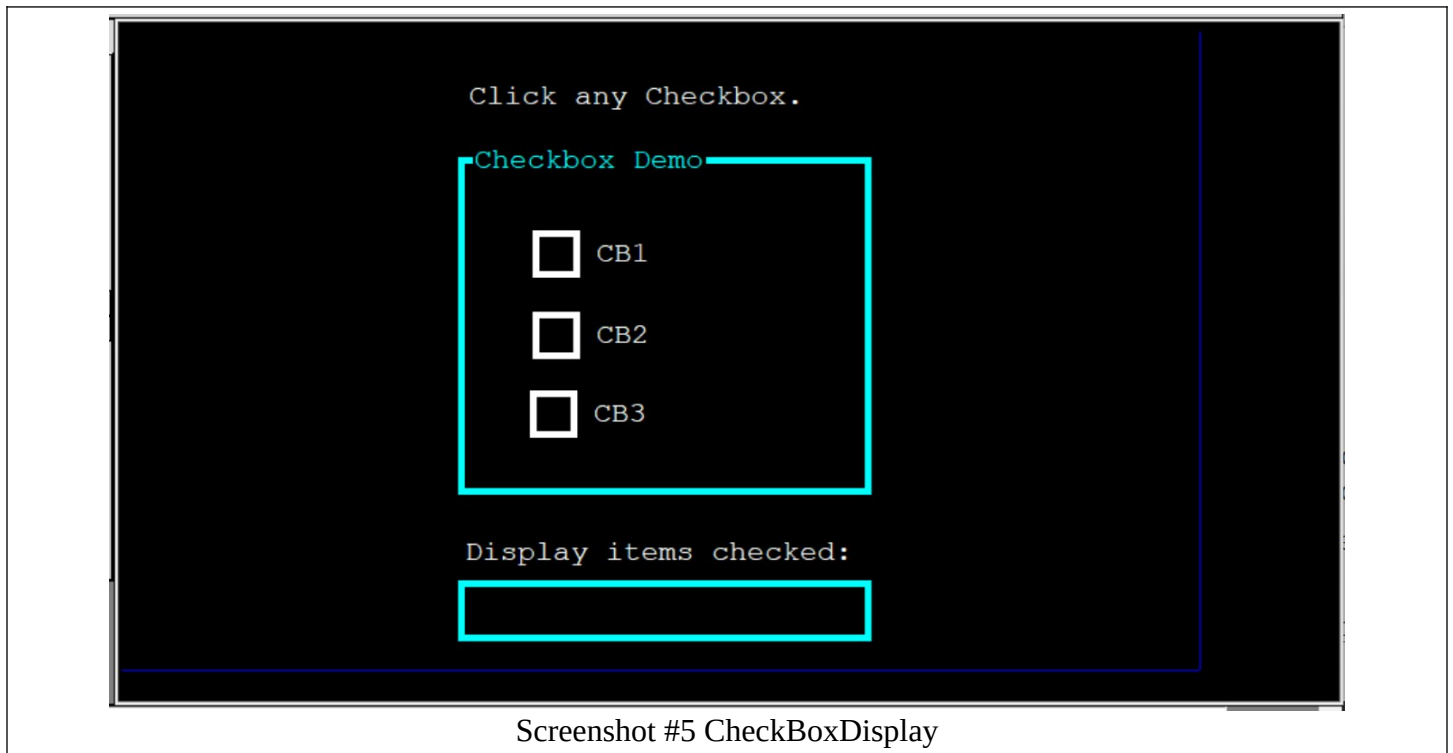 Click any Checkbox.
Checkbox Demo
CB1
CB2
CB3
Display items checked:
Screenshot #5 CheckBoxDisplay